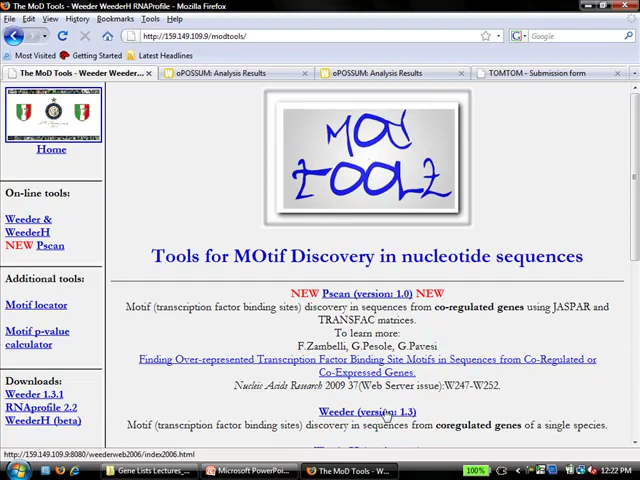 The MoD Tools - Weeder WeederH RNAProfile - Mozilla Firefox
File Edit View History Bookmarks Tools Help
http://159.149.109.9/modtools/
Google
Most Visited Getting Started Latest Headlines
The MoD Tools - Weeder Weeder...
oPOSSUM: Analysis Results
oPOSSUM: Analysis Results
TOMTOM - Submission form
Home
MOD
TOOLZ
Tools for MOtif Discovery in nucleotide sequences
On-line tools:
Weeder &
WeederH
NEW Pscan
Additional tools:
Motif locator
Motif p-value
calculator
Downloads:
Weeder 1.3.1
RNAprofile 2.2
WeederH (beta)
NEW Pscan (version: 1.0) NEW
Motif (transcription factor binding sites) discovery in sequences from co-regulated genes using JASPAR and
TRANSFAC matrices.
To learn more:
F.Zambelli, G.Pesole, G.Pavesi
Finding Over-represented Transcription Factor Binding Site Motifs in Sequences from Co-Regulated or
Co-Expressed Genes.
Nucleic Acids Research 2009 37(Web Server issue):W247-W252.
Weeder (version: 1.3)
Motif (transcription factor binding sites) discovery in sequences from coregulated genes of a single species.
http://159.149.109.9:8080/weederweb2006/index2006.html
Gene Lists Lectures_...
Microsoft PowerPoi...
The MoD Tools - W...
100%
12:22 PM